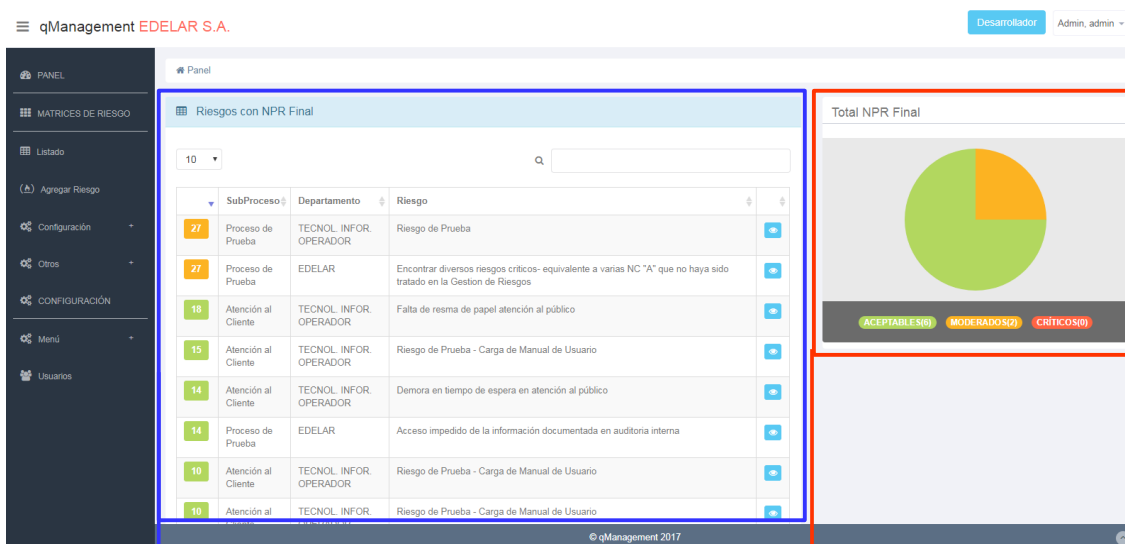 qManagement EDELAR S.A.
Desarrollador
Admin, admin
PANEL
MATRICES DE RIESGO
Listado
Agregar Riesgo
Configuración
Otros
CONFIGURACIÓN
Menú
Usuarios
Panel
Riesgos con NPR Final
10
SubProceso Departamento Riesgo
27 Proceso de Prueba TECNOL. INFOR. OPERADOR Riesgo de Prueba
27 Proceso de Prueba EDELAR Encontrar diversos riesgos criticos- equivalente a varias NC "A" que no haya sido tratado en la Gestion de Riesgos
18 Atención al Cliente TECNOL. INFOR. OPERADOR Falta de resma de papel atención al público
15 Atención al Cliente TECNOL. INFOR. OPERADOR Riesgo de Prueba - Carga de Manual de Usuario
14 Atención al Cliente TECNOL. INFOR. OPERADOR Demora en tiempo de espera en atención al público
14 Proceso de Prueba EDELAR Acceso impedido de la información documentada en auditoria interna
10 Atención al Cliente TECNOL. INFOR. OPERADOR Riesgo de Prueba - Carga de Manual de Usuario
10 Atención al TECNOL. INFOR. Riesgo de Prueba - Carga de Manual de Usuario
Total NPR Final
ACEPTABLES(6) MODERADOS(2) CRÍTICOS(0)
© qManagement 2017